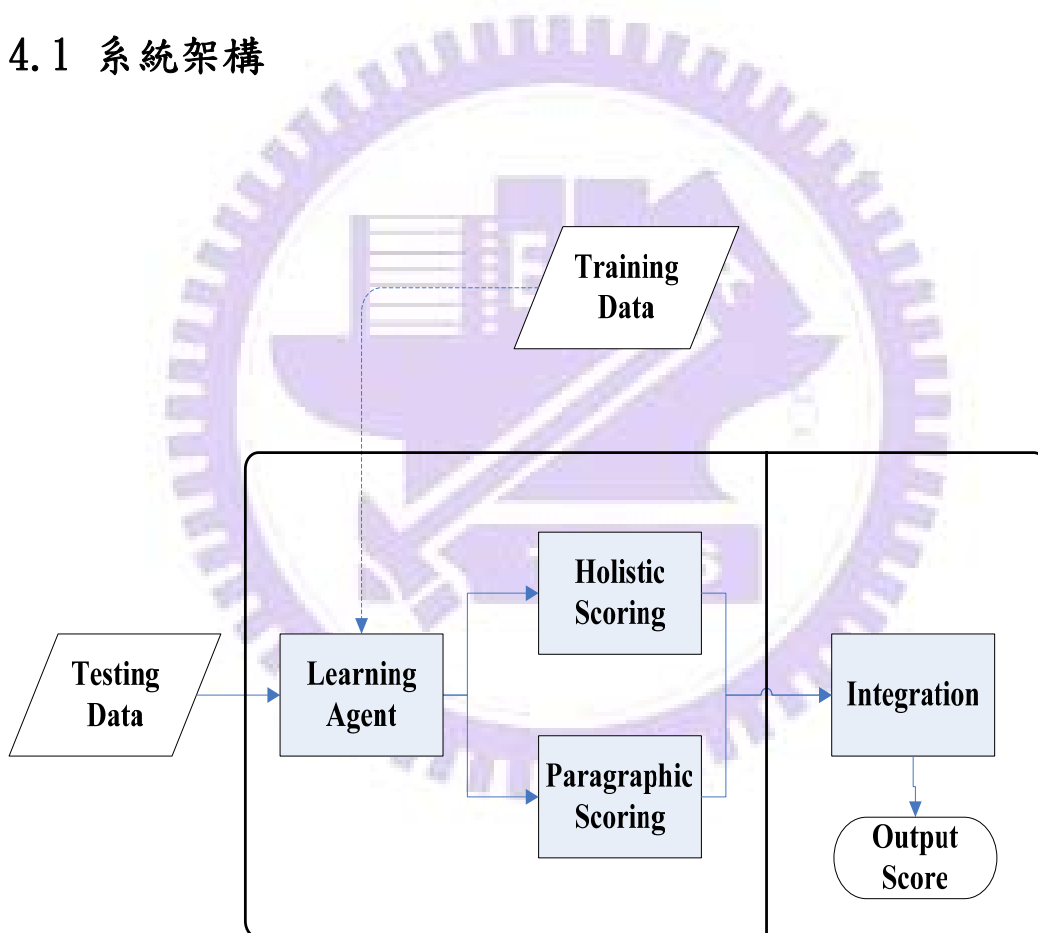 4.1 系統架構
Training
Data
Holistic
Scoring
Testing
Data
Learning
Agent
Integration
Paragraphic
Scoring
Output
Score